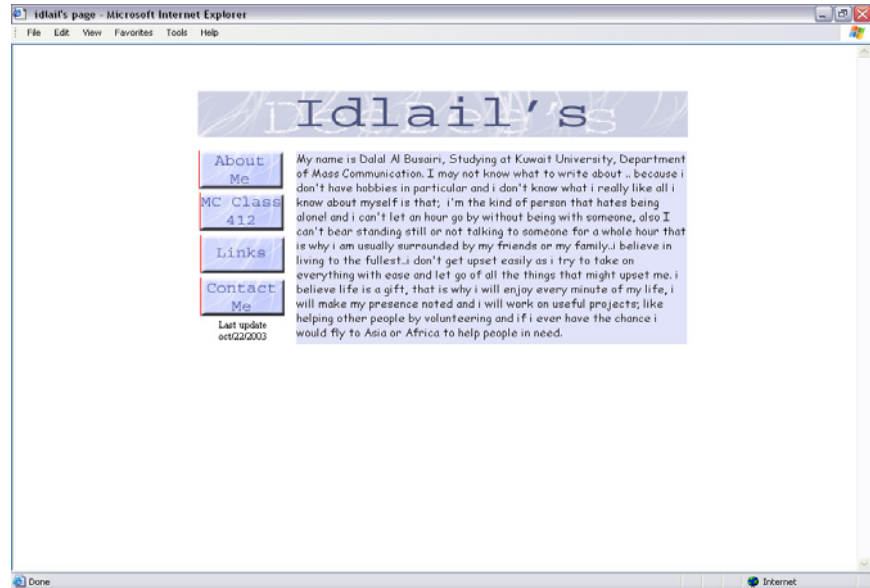 idlail's page - Microsoft Internet Explorer
File Edit View Favorites Tools Help
Idlail's
About
Me
MC Class
412
Links
Contact
Me
Last update
oct/22/2003
My name is Dalal Al Busairi, Studying at Kuwait University, Department
of Mass Communication. I may not know what to write about .. because i
don't have hobbies in particular and i don't know what i really like all i
know about myself is that; i'm the kind of person that hates being
alonel and i can't let an hour go by without being with someone, also I
can't bear standing still or not talking to someone for a whole hour that
is why i am usually surrounded by my friends or my family..i believe in
living to the fullest..i don't get upset easily as i try to take on
everything with ease and let go of all the things that might upset me. i
believe life is a gift, that is why i will enjoy every minute of my life, i
will make my presence noted and i will work on useful projects; like
helping other people by volunteering and if i ever have the chance i
would fly to Asia or Africa to help people in need.
Done
Internet